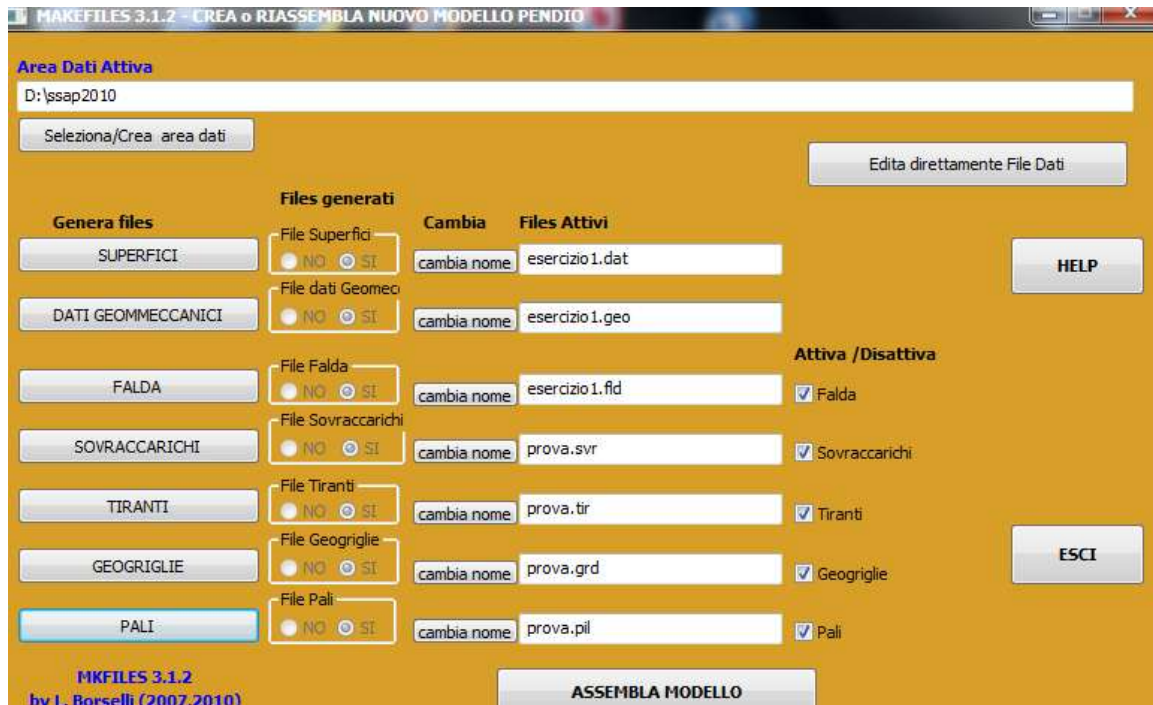 MAKEFILES 3.1.2 - CREA o RIASSEMBLA NUOVO MODELLO PENDIO
Area Dati Attiva
D:\ssap2010
Seleziona/Crea area dati
Edita direttamente File Dati
Files generati
Genera files
Cambia
Files Attivi
SUPERFICI
File Superfici
NO SI
cambia nome
esercizio1.dat
HELP
DATI GEOMMECCANICI
File dati Geomec
NO SI
cambia nome
esercizio1.geo
Attiva /Disattiva
FALDA
File Falda
NO SI
cambia nome
esercizio1.fld
Falda
SOVRACCARICHI
File Sovraccarichi
NO SI
cambia nome
prova.svr
Sovraccarichi
TIRANTI
File Tiranti
NO SI
cambia nome
prova.tir
Tiranti
GEOGRIGLIE
File Geogriglie
NO SI
cambia nome
prova.grd
Geogriglie
ESCI
PALI
File Pali
NO SI
cambia nome
prova.pil
Pali
MKFILES 3.1.2
by L. Borselli (2007,2010)
ASSEMBLA MODELLO